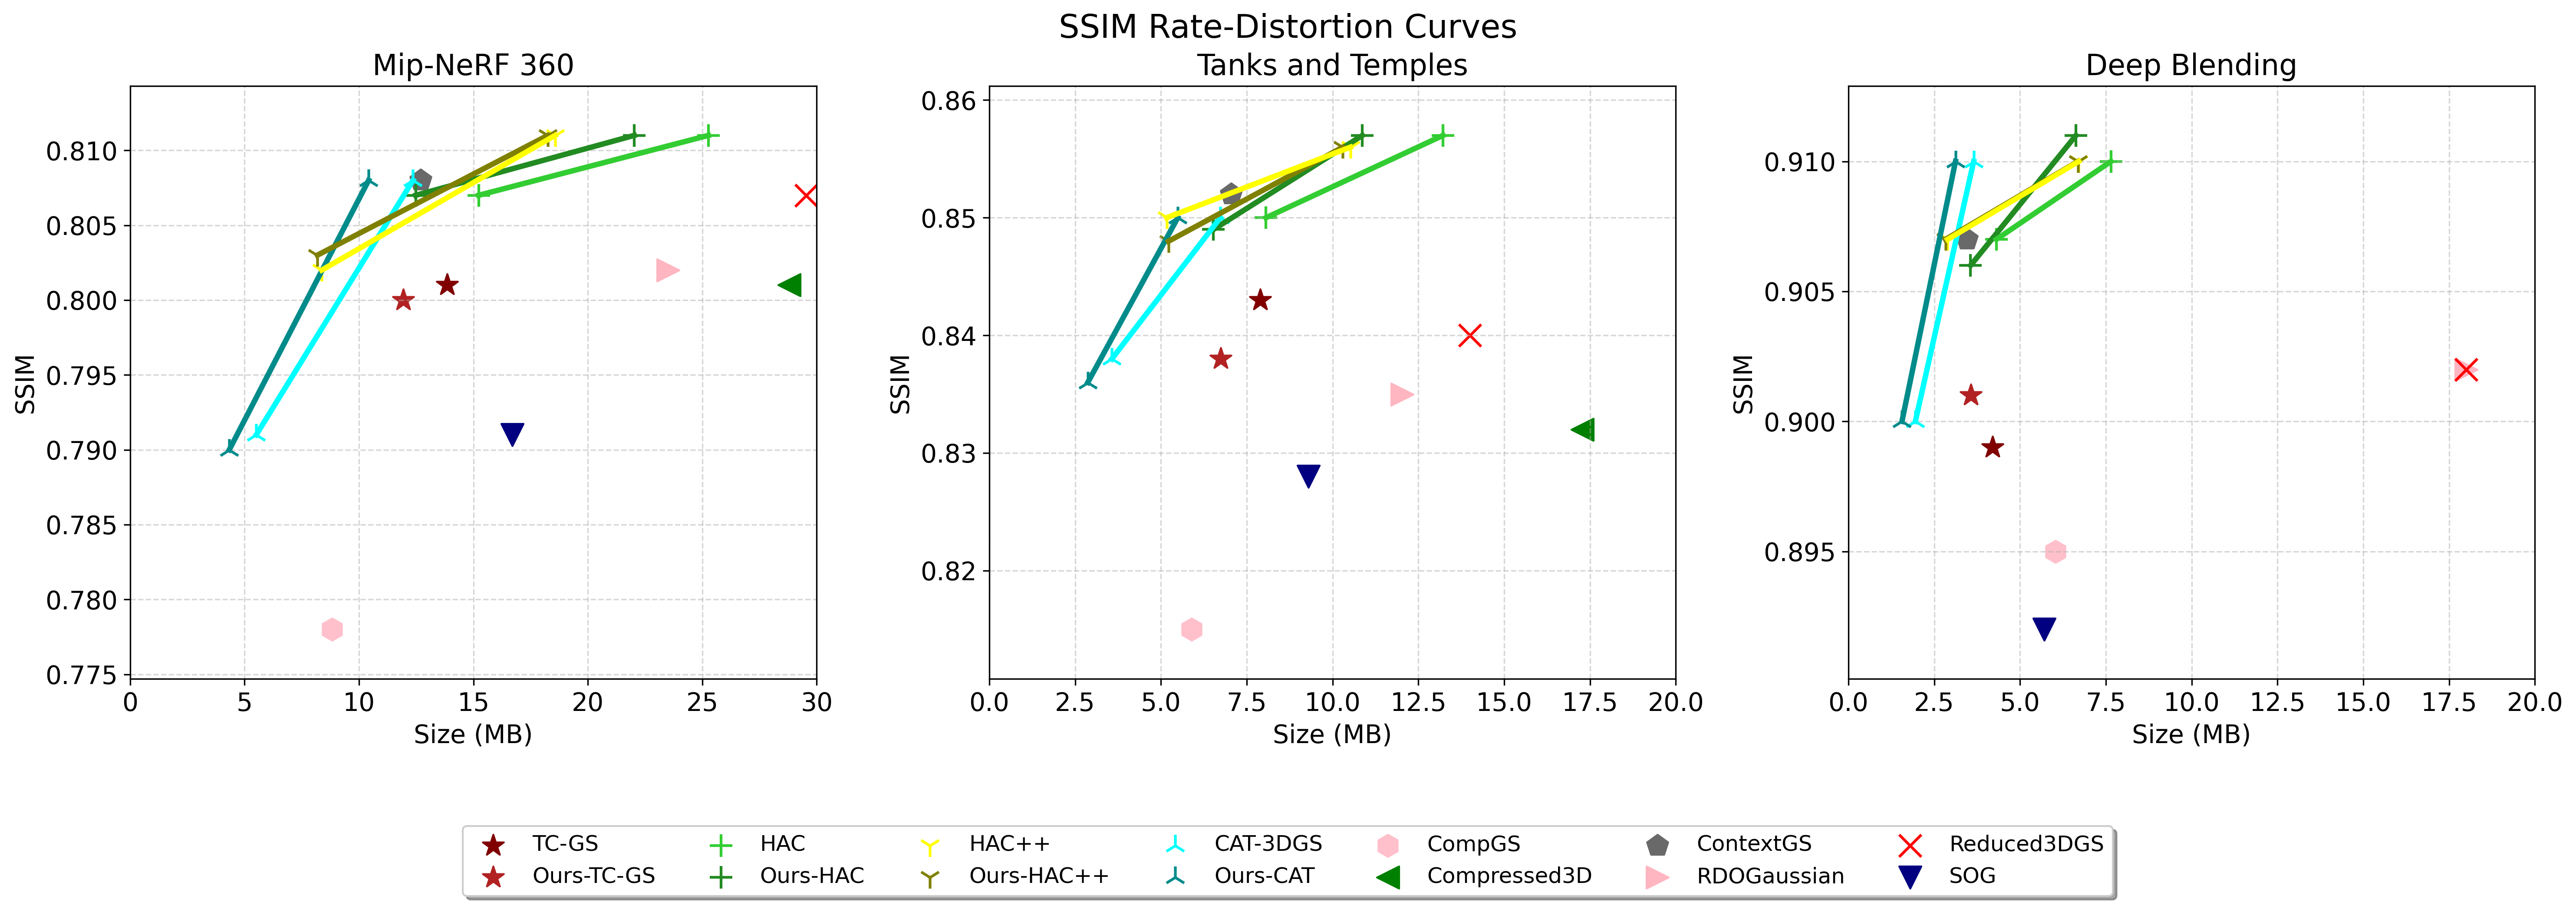 SSIM Rate-Distortion Curves
Mip-NeRF 360
0.810
0.805
0.800
0.795
0.790
0.785
0.780
0.775
SSIM
0 5 10 15 20 25 30
Size (MB)
Tanks and Temples
0.86
0.85
0.84
0.83
0.82
SSIM
0.0 2.5 5.0 7.5 10.0 12.5 15.0 17.5 20.0
Size (MB)
Deep Blending
0.910
0.905
0.900
0.895
SSIM
0.0 2.5 5.0 7.5 10.0 12.5 15.0 17.5 20.0
Size (MB)
TC-GS HAC HAC++ CAT-3DGS CompGS ContextGS Reduced3DGS
Ours-TC-GS Ours-HAC Ours-HAC++ Ours-CAT Compressed3D RDOGaussian SOG